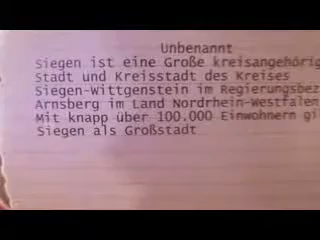 Unbenannt
Siegen ist eine Große kreisangehörig
Stadt und Kreisstadt des Kreises
Siegen-Wittgenstein im Regierungsbez
Arnsberg im Land Nordrhein-Westfalen
Mit knapp über 100.000 Einwohnern gi
Siegen als Großstadt